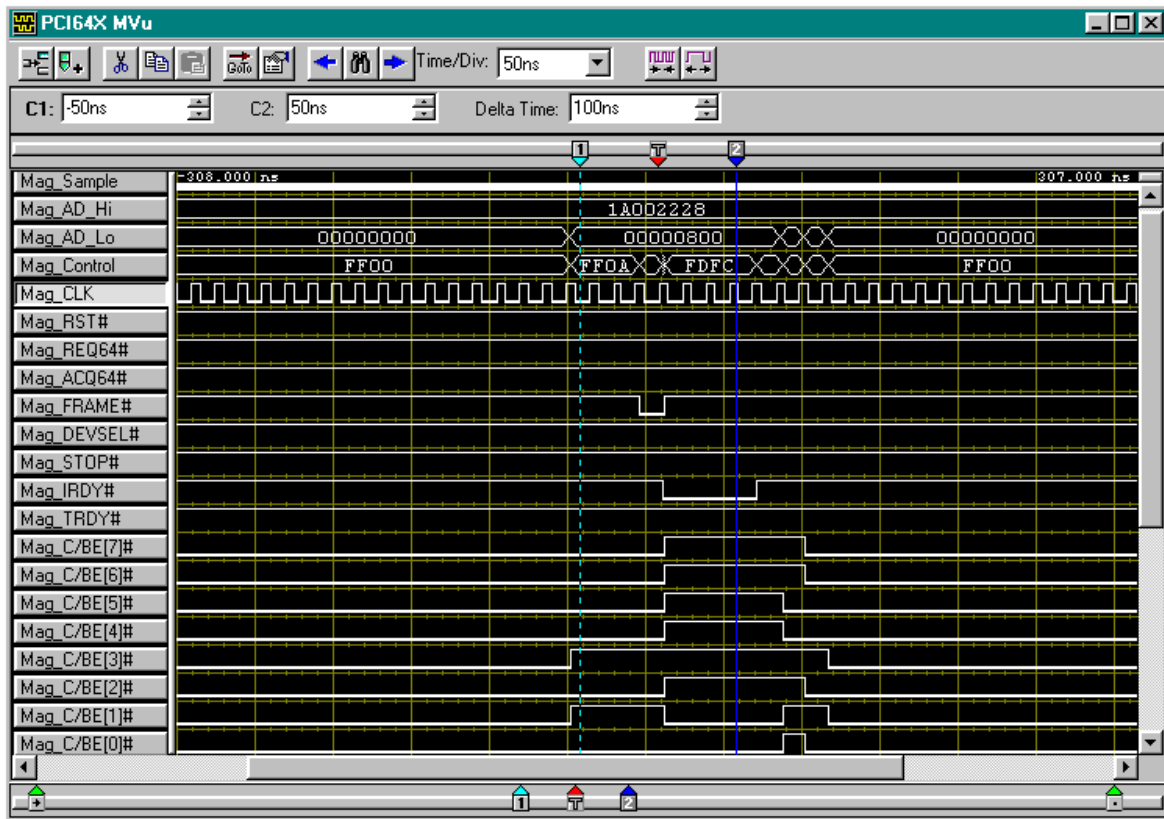 PCI64X MVu
GoTo Time/Div: 50ns
C1: -50ns C2: 50ns Delta Time: 100ns
1 T 2
Mag_Sample -308.000 ns 307.000 ns
Mag_AD_Hi 1A002228
Mag_AD_Lo 00000000 00000800 00000000
Mag_Control FF00 FF0A FDFC FF00
Mag_CLK
Mag_RST#
Mag_REQ64#
Mag_ACQ64#
Mag_FRAME#
Mag_DEVSEL#
Mag_STOP#
Mag_IRDY#
Mag_TRDY#
Mag_C/BE[7]#
Mag_C/BE[6]#
Mag_C/BE[5]#
Mag_C/BE[4]#
Mag_C/BE[3]#
Mag_C/BE[2]#
Mag_C/BE[1]#
Mag_C/BE[0]#
1 T 2